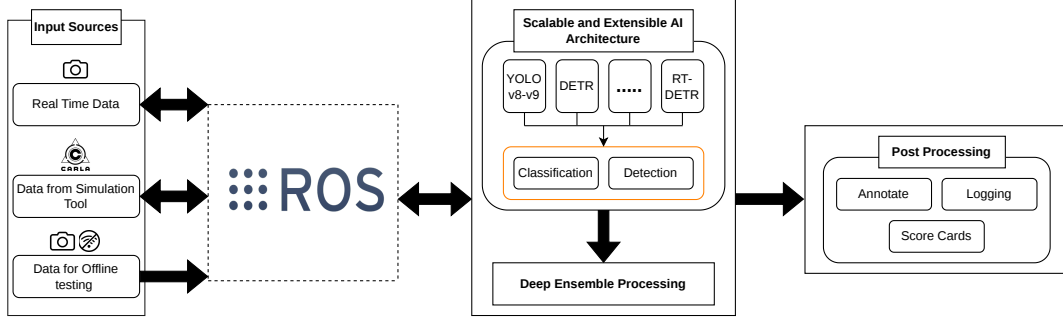 Input Sources
Real Time Data
CARLA
Data from Simulation
Tool
Data for Offline
testing
ROS
Scalable and Extensible AI
Architecture
YOLO
v8-v9
DETR
.....
RT-
DETR
Classification
Detection
Deep Ensemble Processing
Post Processing
Annotate
Logging
Score Cards